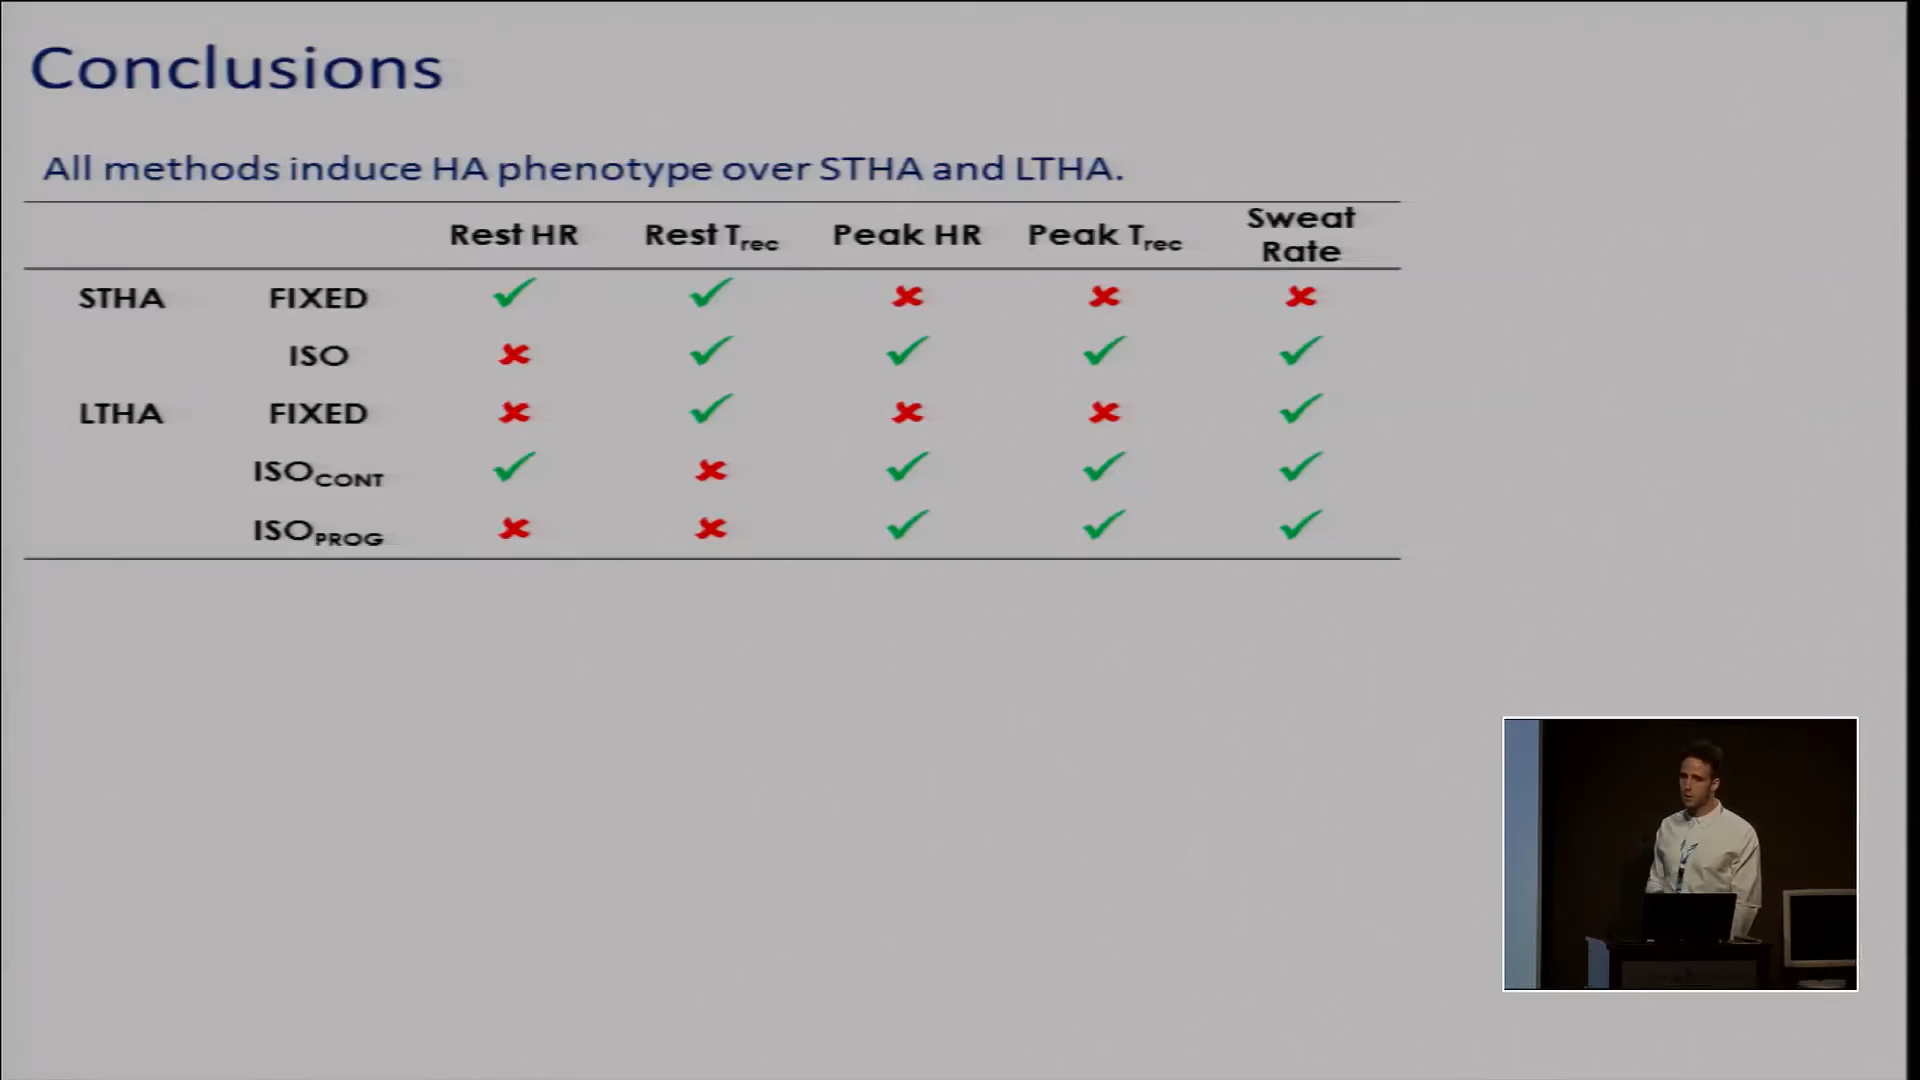 Conclusions
All methods induce HA phenotype over STHA and LTHA.
Rest HR Rest Trec Peak HR Peak Trec Sweat Rate
STHA FIXED ✓ ✓ ✗ ✗ ✗
ISO ✗ ✓ ✓ ✓ ✓
LTHA FIXED ✗ ✓ ✗ ✗ ✓
ISOCONT ✓ ✗ ✓ ✓ ✓
ISOPROG ✗ ✗ ✓ ✓ ✓